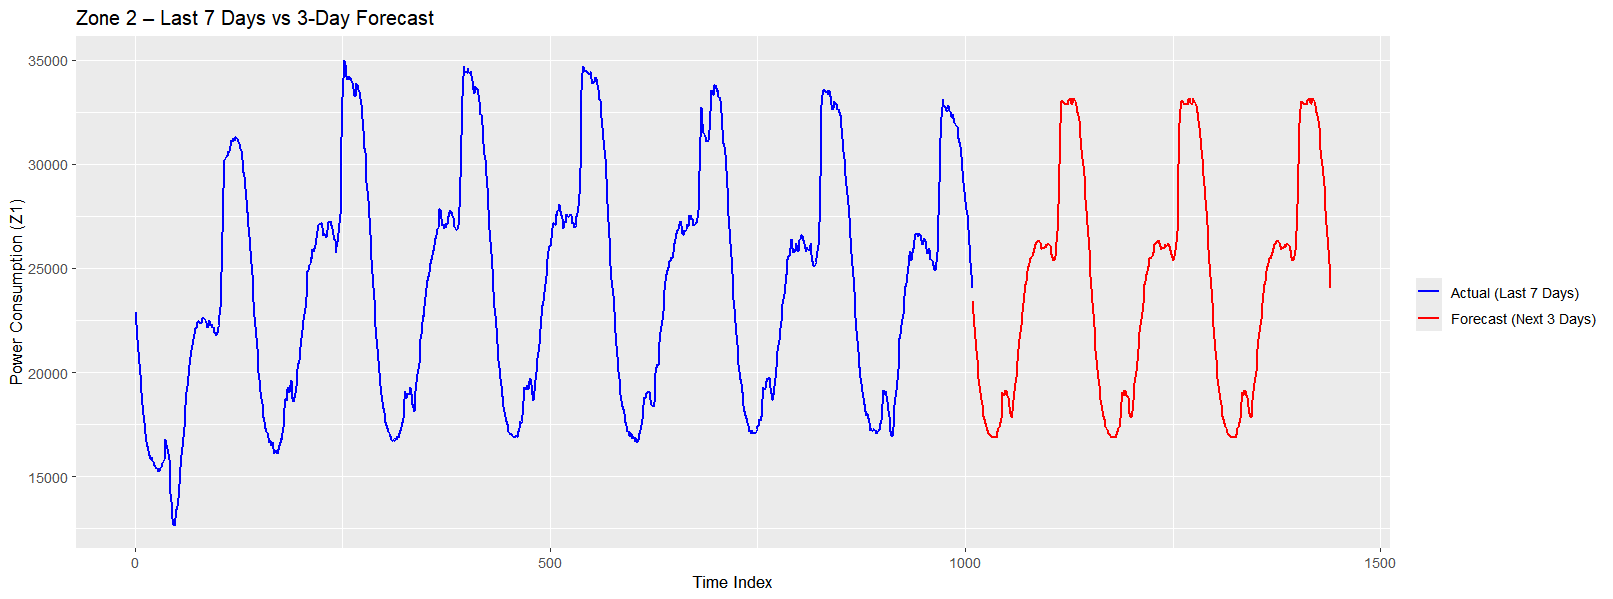 Zone 2 – Last 7 Days vs 3-Day Forecast
Power Consumption (Z1)
35000
30000
25000
20000
15000
0
500
1000
1500
Time Index
Actual (Last 7 Days)
Forecast (Next 3 Days)